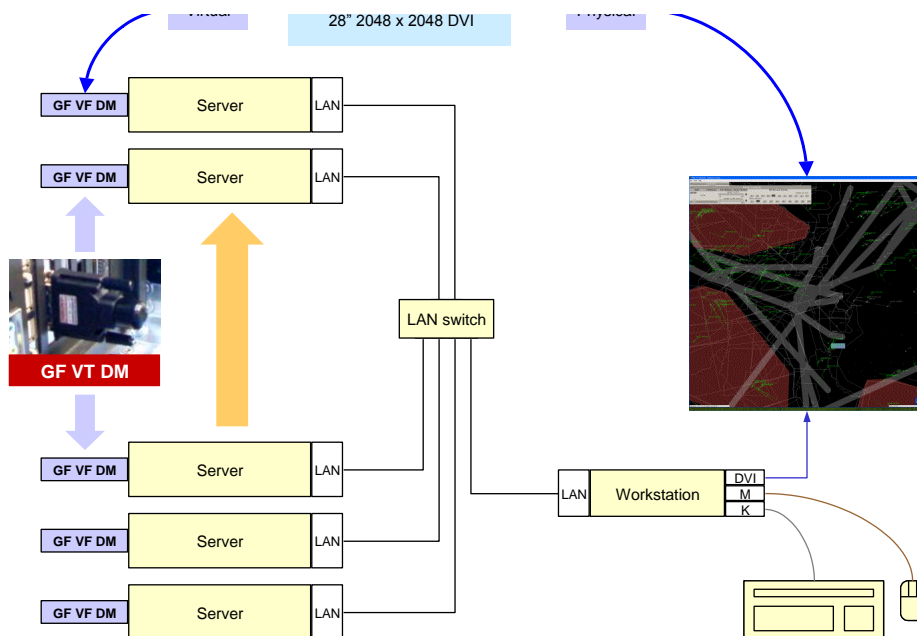 Virtual
28” 2048 x 2048 DVI
Physical
GF VF DM
Server
LAN
GF VF DM
Server
LAN
LAN switch
GF VT DM
GF VF DM
Server
LAN
LAN
Workstation
DVI
M
K
GF VF DM
Server
LAN
GF VF DM
Server
LAN